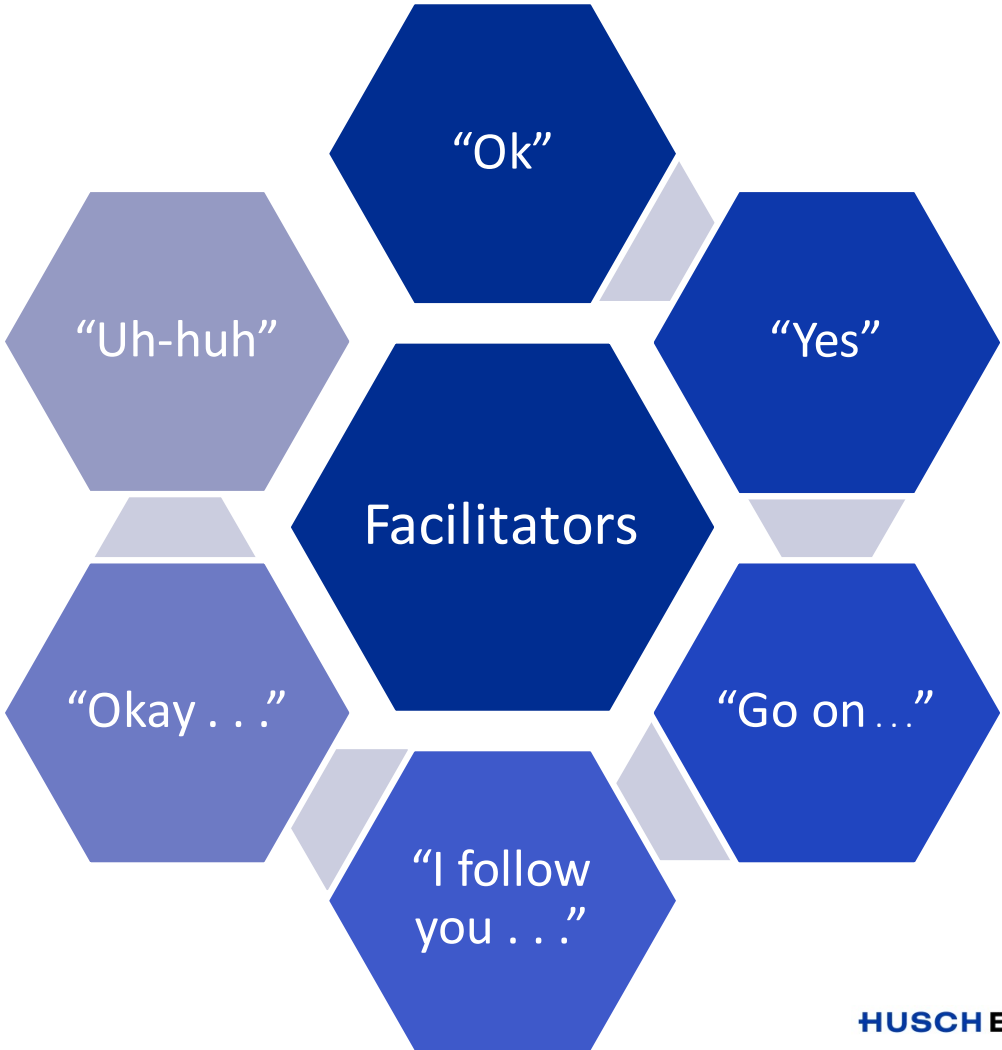 “Ok”
“Uh-huh”
“Yes”
Facilitators
“Okay . . .”
“Go on . . .”
“I follow
you . . .”
HUSCH